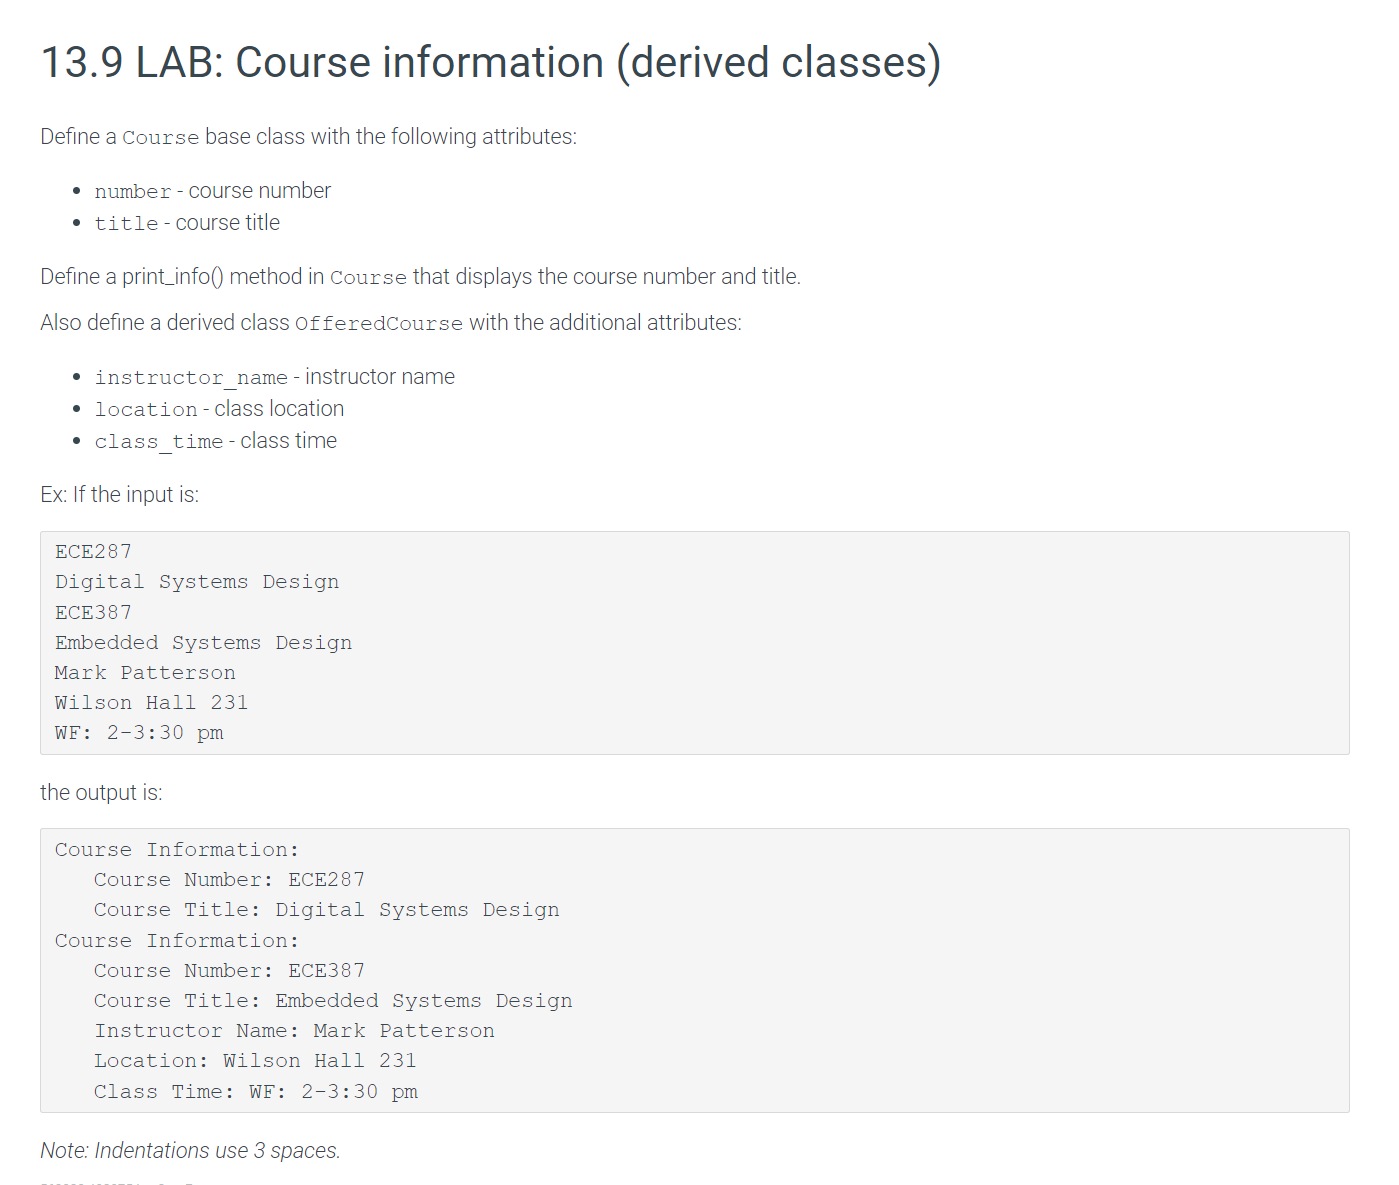 13.9 LAB: Course information (derived classes)
Define a Course base class with the following attributes:
• number - course number
• title - course title
Define a print_info() method in Course that displays the course number and title.
Also define a derived class OfferedCourse with the additional attributes:
• instructor_name - instructor name
• location - class location
• class_time - class time
Ex: If the input is:
ECE287
Digital Systems Design
ECE387
Embedded Systems Design
Mark Patterson
Wilson Hall 231
WF: 2-3:30 pm
the output is:
Course Information:
   Course Number: ECE287
   Course Title: Digital Systems Design
Course Information:
   Course Number: ECE387
   Course Title: Embedded Systems Design
   Instructor Name: Mark Patterson
   Location: Wilson Hall 231
   Class Time: WF: 2-3:30 pm
Note: Indentations use 3 spaces.